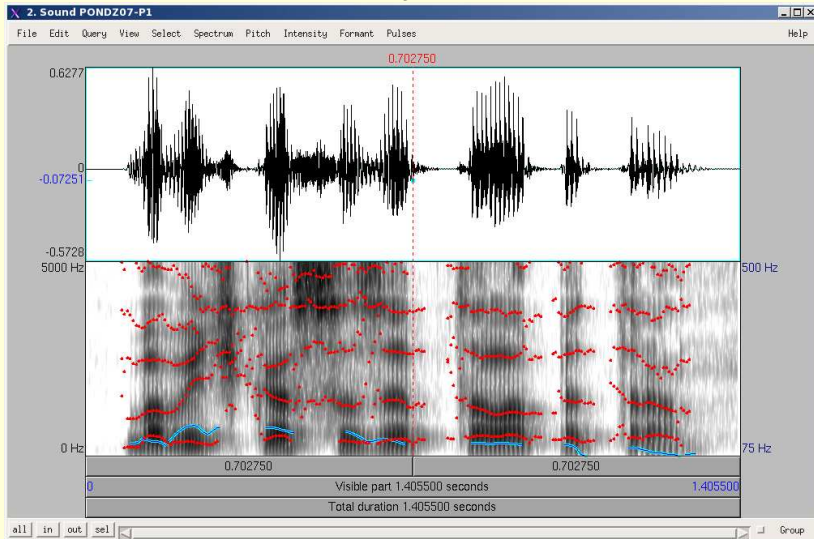 2. Sound PONDZ07-P1
File Edit Query View Select Spectrum Pitch Intensity Formant Pulses Help
0.702750
0.6277
0
-0.07251
-0.5728
5000 Hz 500 Hz
0 Hz 75 Hz
0.702750 0.702750
0 Visible part 1.405500 seconds 1.405500
Total duration 1.405500 seconds
all in out sel Group